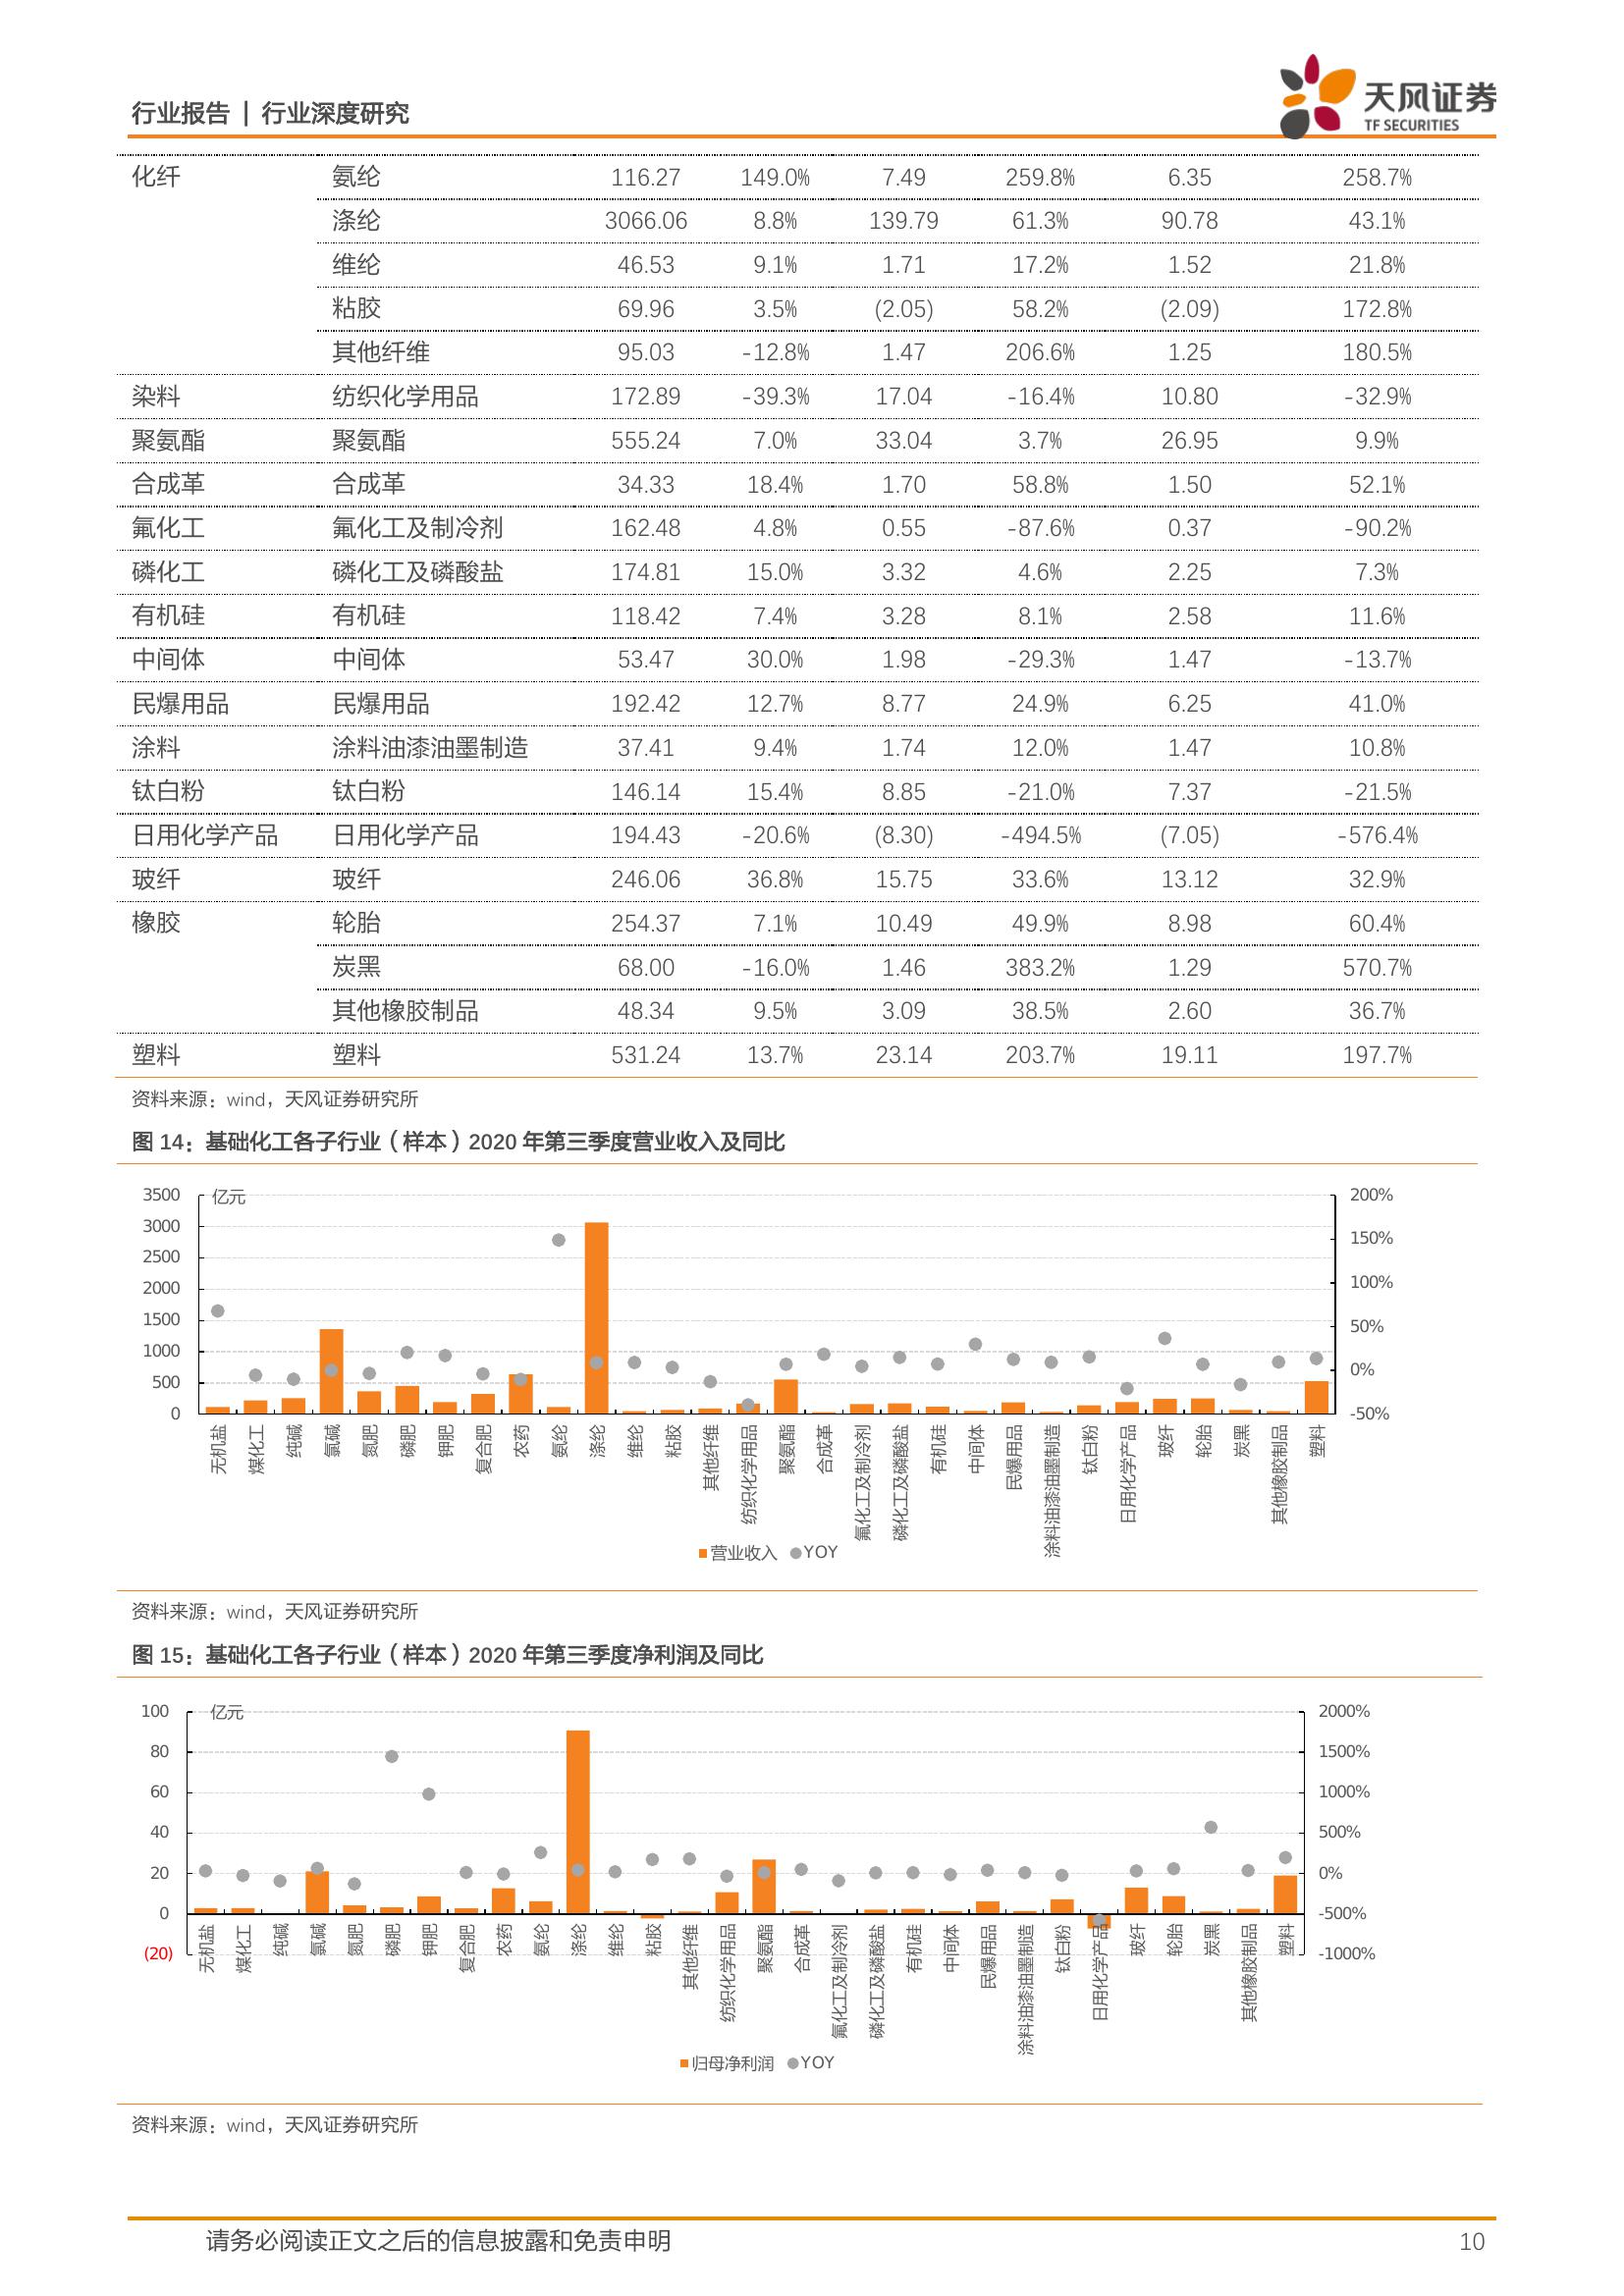 行业报告 | 行业深度研究
天风证券
TF SECURITIES
化纤 氨纶 116.27 149.0% 7.49 259.8% 6.35 258.7%
涤纶 3066.06 8.8% 139.79 61.3% 90.78 43.1%
维纶 46.53 9.1% 1.71 17.2% 1.52 21.8%
粘胶 69.96 3.5% (2.05) 58.2% (2.09) 172.8%
其他纤维 95.03 -12.8% 1.47 206.6% 1.25 180.5%
染料 纺织化学用品 172.89 -39.3% 17.04 -16.4% 10.80 -32.9%
聚氨酯 聚氨酯 555.24 7.0% 33.04 3.7% 26.95 9.9%
合成革 合成革 34.33 18.4% 1.70 58.8% 1.50 52.1%
氟化工 氟化工及制冷剂 162.48 4.8% 0.55 -87.6% 0.37 -90.2%
磷化工 磷化工及磷酸盐 174.81 15.0% 3.32 4.6% 2.25 7.3%
有机硅 有机硅 118.42 7.4% 3.28 8.1% 2.58 11.6%
中间体 中间体 53.47 30.0% 1.98 -29.3% 1.47 -13.7%
民爆用品 民爆用品 192.42 12.7% 8.77 24.9% 6.25 41.0%
涂料 涂料油漆油墨制造 37.41 9.4% 1.74 12.0% 1.47 10.8%
钛白粉 钛白粉 146.14 15.4% 8.85 -21.0% 7.37 -21.5%
日用化学产品 日用化学产品 194.43 -20.6% (8.30) -494.5% (7.05) -576.4%
玻纤 玻纤 246.06 36.8% 15.75 33.6% 13.12 32.9%
橡胶 轮胎 254.37 7.1% 10.49 49.9% 8.98 60.4%
炭黑 68.00 -16.0% 1.46 383.2% 1.29 570.7%
其他橡胶制品 48.34 9.5% 3.09 38.5% 2.60 36.7%
塑料 塑料 531.24 13.7% 23.14 203.7% 19.11 197.7%
资料来源：wind，天风证券研究所
图 14：基础化工各子行业（样本）2020 年第三季度营业收入及同比
3500 亿元 200%
3000 150%
2500
2000 100%
1500 50%
1000 0%
500
0 -50%
无机盐 煤化工 纯碱 氯碱 氮肥 磷肥 钾肥 复合肥 农药 氨纶 涤纶 维纶 粘胶 其他纤维 纺织化学用品 聚氨酯 合成革 氟化工及制冷剂 磷化工及磷酸盐 有机硅 中间体 民爆用品 涂料油漆油墨制造 钛白粉 日用化学产品 玻纤 轮胎 炭黑 其他橡胶制品 塑料
营业收入 YOY
资料来源：wind，天风证券研究所
图 15：基础化工各子行业（样本）2020 年第三季度净利润及同比
100 亿元 2000%
80 1500%
60 1000%
40 500%
20 0%
0 -500%
(20) -1000%
无机盐 煤化工 纯碱 氯碱 氮肥 磷肥 钾肥 复合肥 农药 氨纶 涤纶 维纶 粘胶 其他纤维 纺织化学用品 聚氨酯 合成革 氟化工及制冷剂 磷化工及磷酸盐 有机硅 中间体 民爆用品 涂料油漆油墨制造 钛白粉 日用化学产品 玻纤 轮胎 炭黑 其他橡胶制品 塑料
归母净利润 YOY
资料来源：wind，天风证券研究所
请务必阅读正文之后的信息披露和免责申明 10